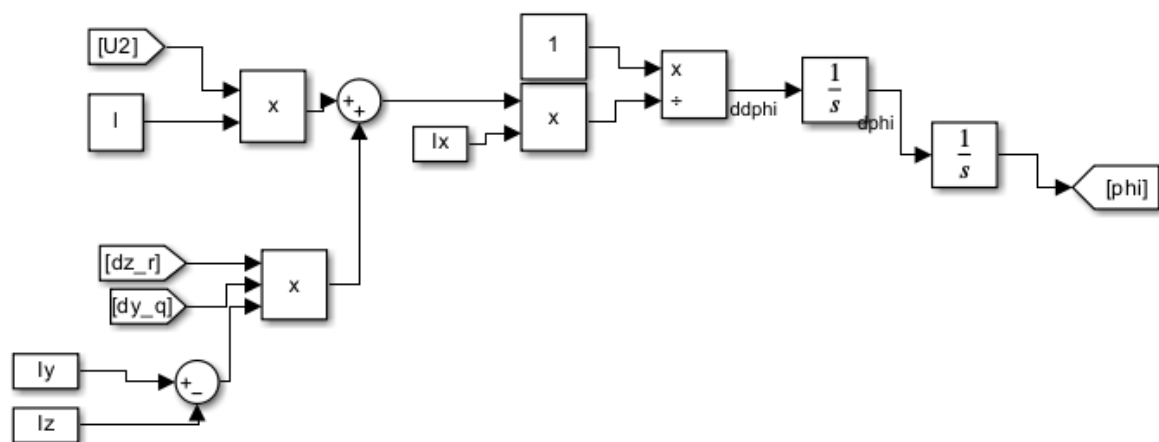 [U2]
l
x
++
1
Ix
x
x
÷
ddphi
1
s
dphi
1
s
[phi]
[dz_r]
[dy_q]
x
Iy
Iz
+-